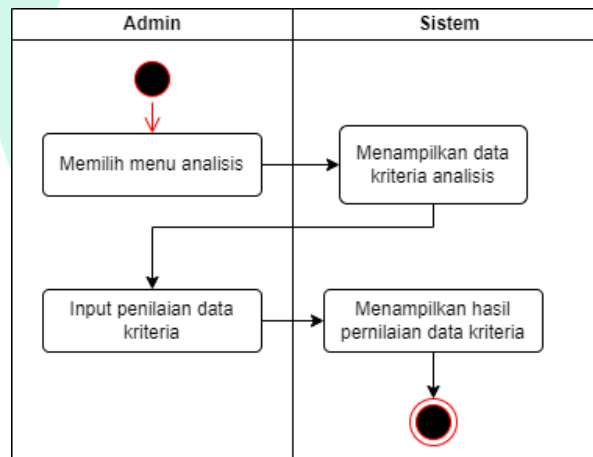 Admin
Sistem
Memilih menu analisis
Menampilkan data
kriteria analisis
Input penilaian data
kriteria
Menampilkan hasil
pernilaian data kriteria